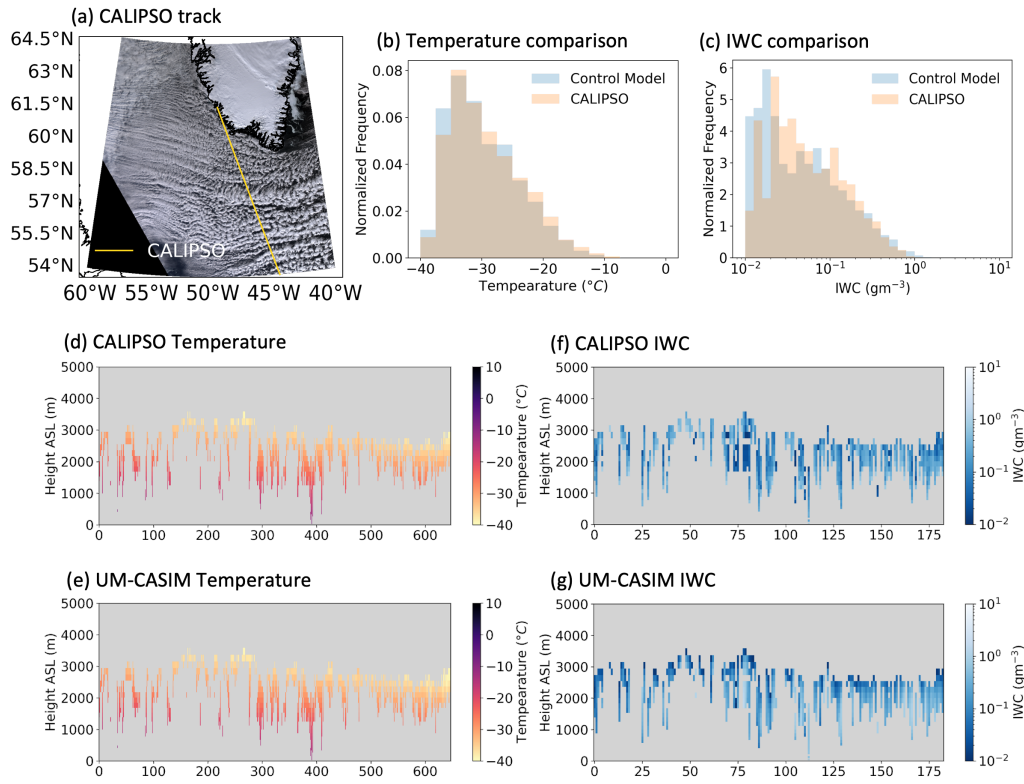 (a) CALIPSO track
64.5°N
63°N
61.5°N
60°N
58.5°N
57°N
55.5°N
54°N
60°W 55°W 50°W 45°W 40°W
CALIPSO
(b) Temperature comparison
Normalized Frequency
0.08
0.06
0.04
0.02
0.00
−40 −30 −20 −10 0
Tempearature (°C)
Control Model
CALIPSO
(c) IWC comparison
Normalized Frequency
6
5
4
3
2
1
0
10⁻² 10⁻¹ 10⁰ 10¹
IWC (gm⁻³)
Control Model
CALIPSO
(d) CALIPSO Temperature
Height ASL (m)
5000
4000
3000
2000
1000
0
0 100 200 300 400 500 600
10
0
−10
−20
−30
−40
Tempearature (°C)
(f) CALIPSO IWC
Height ASL (m)
5000
4000
3000
2000
1000
0
0 25 50 75 100 125 150 175
10¹
10⁰
10⁻¹
10⁻²
IWC (gm⁻³)
(e) UM-CASIM Temperature
Height ASL (m)
5000
4000
3000
2000
1000
0
0 100 200 300 400 500 600
10
0
−10
−20
−30
−40
Tempearature (°C)
(g) UM-CASIM IWC
Height ASL (m)
5000
4000
3000
2000
1000
0
0 25 50 75 100 125 150 175
10¹
10⁰
10⁻¹
10⁻²
IWC (gm⁻³)